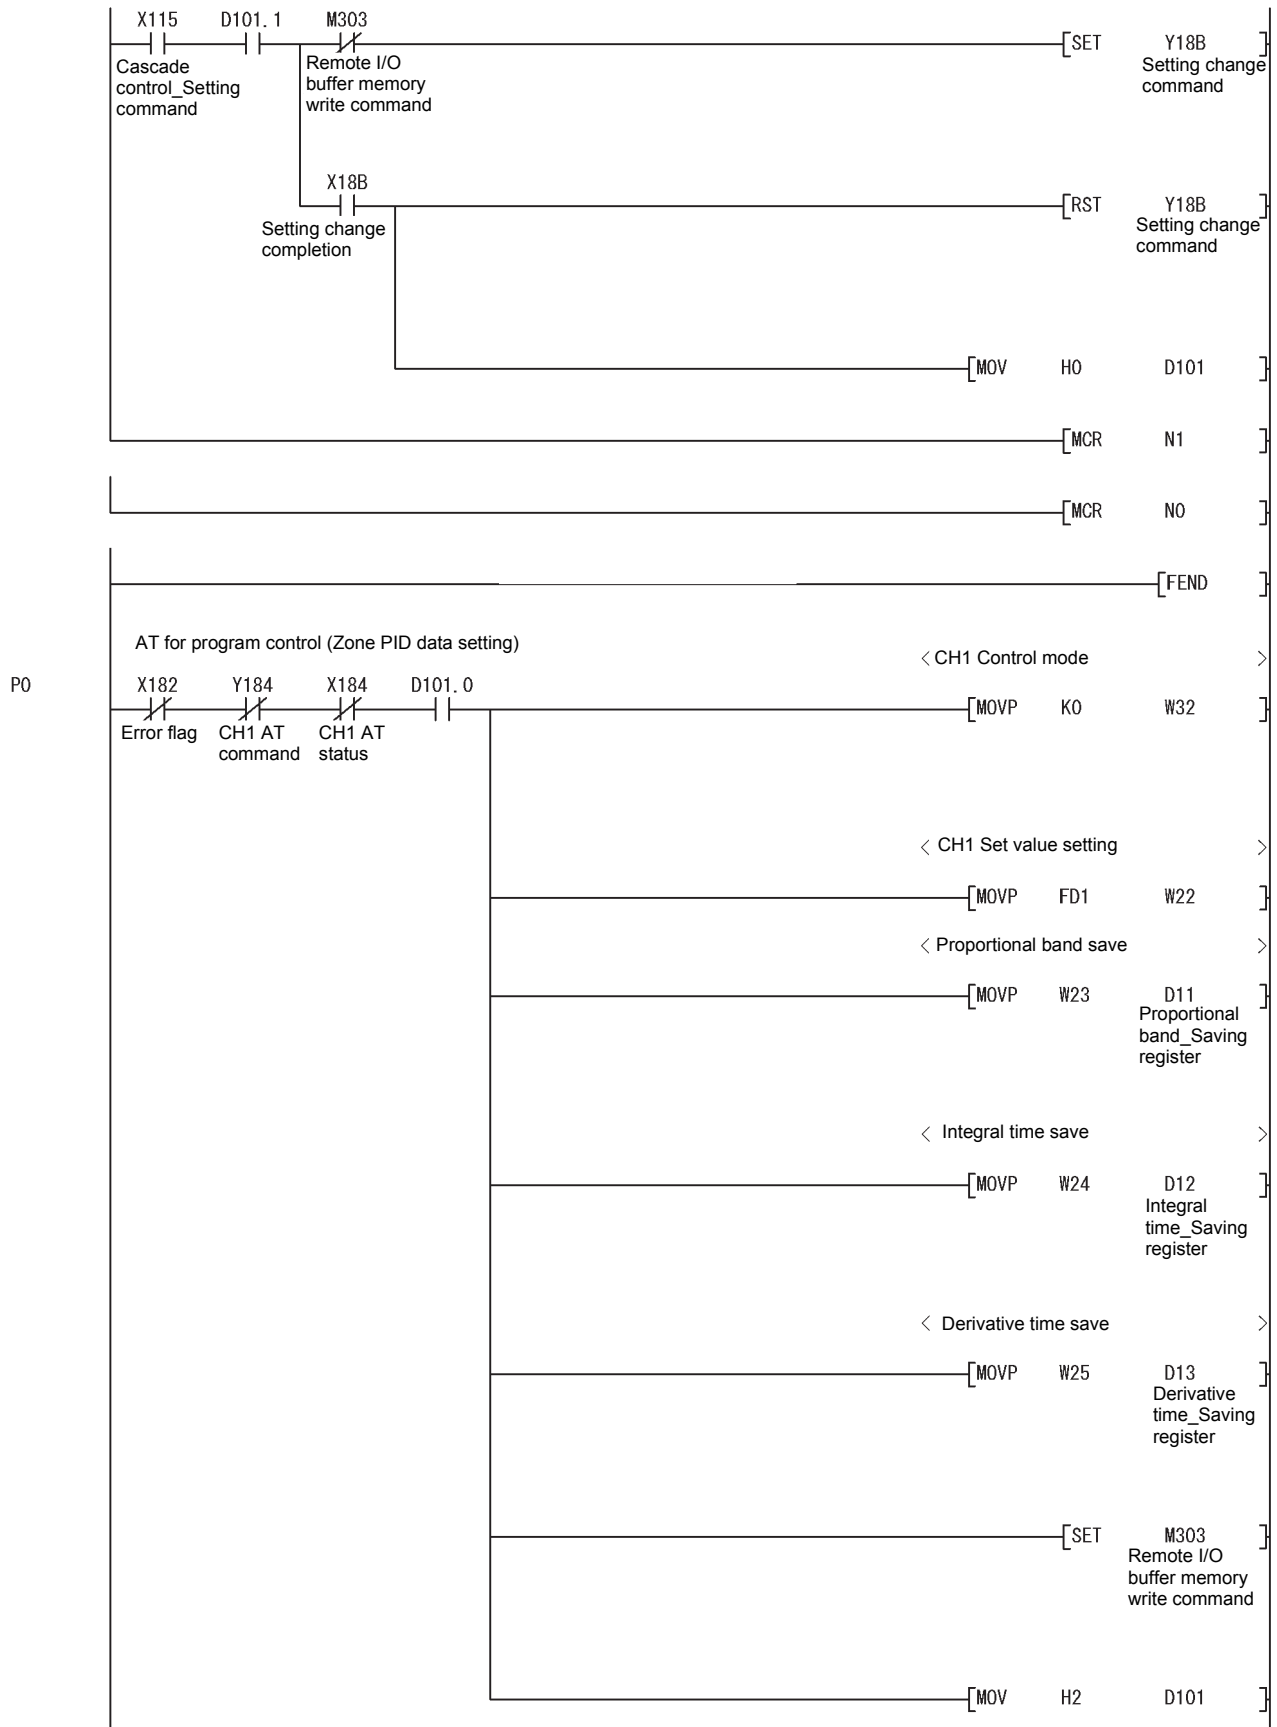 X115 D101.1 M303
[SET Y18B ]
Cascade
control_Setting
command
Remote I/O
buffer memory
write command
Setting change
command
X18B
[RST Y18B ]
Setting change
completion
Setting change
command
[MOV H0 D101 ]
[MCR N1 ]
[MCR N0 ]
[FEND ]
AT for program control (Zone PID data setting)
< CH1 Control mode >
P0 X182 Y184 X184 D101.0
[MOVP K0 W32 ]
Error flag
CH1 AT
command
CH1 AT
status
< CH1 Set value setting >
[MOVP FD1 W22 ]
< Proportional band save >
[MOVP W23 D11 ]
Proportional
band_Saving
register
< Integral time save >
[MOVP W24 D12 ]
Integral
time_Saving
register
< Derivative time save >
[MOVP W25 D13 ]
Derivative
time_Saving
register
[SET M303 ]
Remote I/O
buffer memory
write command
[MOV H2 D101 ]